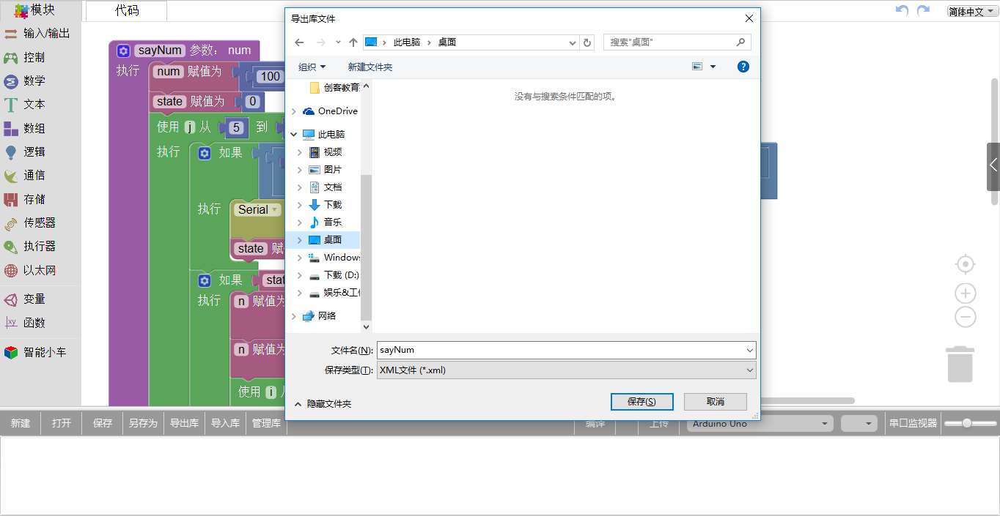 模块
代码
简体中文
输入/输出
控制
数学
文本
数组
逻辑
通信
存储
传感器
执行器
以太网
变量
函数
智能小车
sayNum 参数： num
执行
num 赋值为 100
state 赋值为 0
使用 j 从 5 到
执行
如果
执行
Serial
state
如果
执行
n 赋值为
n 赋值为
使用 i
导出库文件
此电脑 桌面
搜索"桌面"
组织 新建文件夹
没有与搜索条件匹配的项。
创客教育
OneDrive
此电脑
视频
图片
文档
下载
音乐
桌面
Windows
下载 (D:)
娱乐&工作
网络
文件名(N): sayNum
保存类型(T): XML文件 (*.xml)
隐藏文件夹
保存(S) 取消
新建 打开 保存 另存为 导出库 导入库 管理库 编译 上传 Arduino Uno 串口监视器